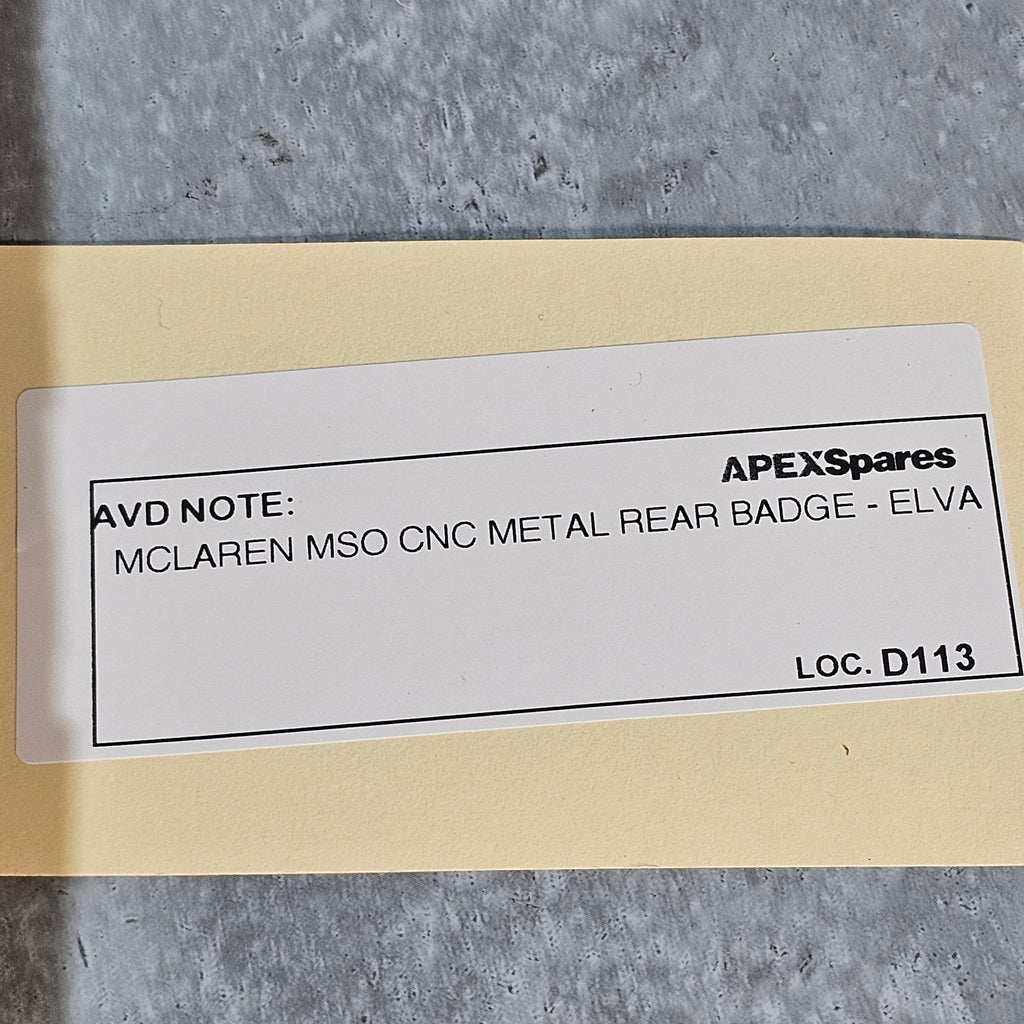 APEXSpares
AVD NOTE:
MCLAREN MSO CNC METAL REAR BADGE - ELVA
LOC. D113